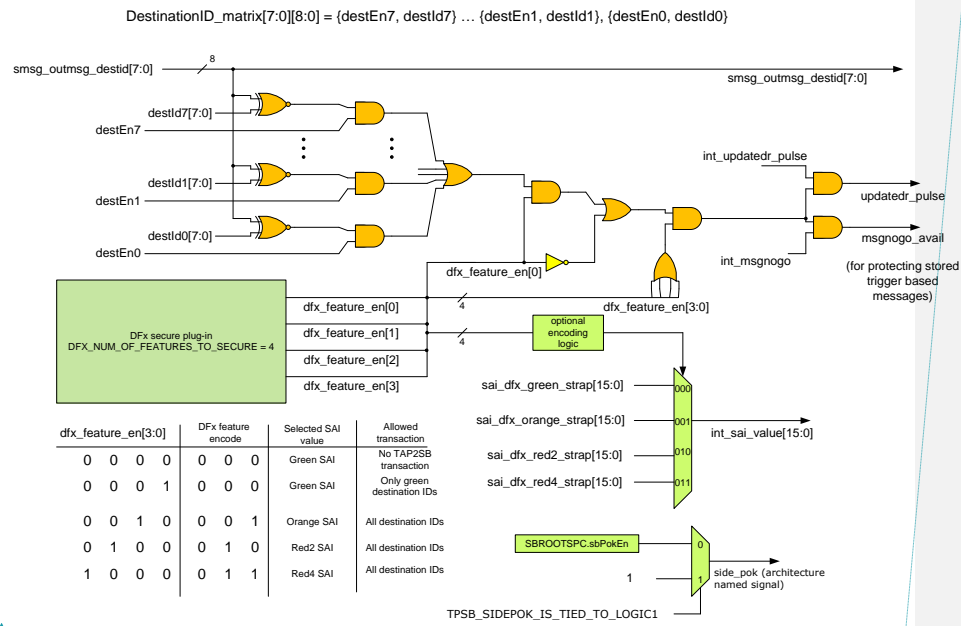 DestinationID_matrix[7:0][8:0] = {destEn7, destId7} … {destEn1, destId1}, {destEn0, destId0}
8
smsg_outmsg_destid[7:0]
smsg_outmsg_destid[7:0]
destId7[7:0]
destEn7
int_updatedr_pulse
destId1[7:0]
destEn1
updatedr_pulse
destId0[7:0]
msgnogo_avail
destEn0
int_msgnogo
(for protecting stored
trigger based
messages)
dfx_feature_en[0]
4
dfx_feature_en[3:0]
DFx secure plug-in
DFX_NUM_OF_FEATURES_TO_SECURE = 4
dfx_feature_en[0]
dfx_feature_en[1]
dfx_feature_en[2]
dfx_feature_en[3]
4
optional
encoding
logic
sai_dfx_green_strap[15:0]
000
sai_dfx_orange_strap[15:0]
001
int_sai_value[15:0]
sai_dfx_red2_strap[15:0]
010
sai_dfx_red4_strap[15:0]
011
dfx_feature_en[3:0] DFx feature encode Selected SAI value Allowed transaction
0 0 0 0 0 0 0 Green SAI No TAP2SB transaction
0 0 0 1 0 0 0 Green SAI Only green destination IDs
0 0 1 0 0 0 1 Orange SAI All destination IDs
0 1 0 0 0 1 0 Red2 SAI All destination IDs
1 0 0 0 0 1 1 Red4 SAI All destination IDs
SBROOTSPC.sbPokEn
0
1
1
side_pok (architecture
named signal)
TPSB_SIDEPOK_IS_TIED_TO_LOGIC1